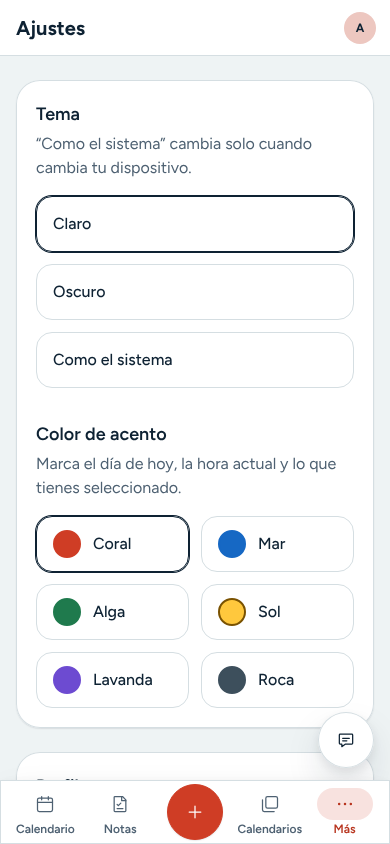 Ajustes
A
Tema
“Como el sistema” cambia solo cuando
cambia tu dispositivo.
Claro
Oscuro
Como el sistema
Color de acento
Marca el día de hoy, la hora actual y lo que
tienes seleccionado.
Coral
Mar
Alga
Sol
Lavanda
Roca
Calendario
Notas
Calendarios
Más